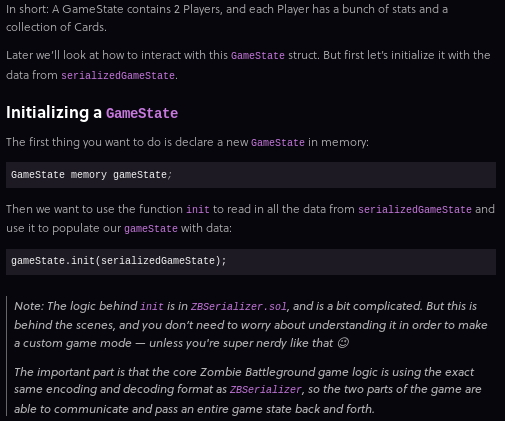 In short: A GameState contains 2 Players, and each Player has a bunch of stats and a
collection of Cards.
Later we'll look at how to interact with this GameState struct. But first let's initialize it with the
data from serializedGameState.
Initializing a GameState
The first thing you want to do is declare a new GameState in memory:
GameState memory gameState;
Then we want to use the function init to read in all the data from serializedGameState and
use it to populate our gameState with data:
gameState.init(serializedGameState);
Note: The logic behind init is in ZBSerializer.sol, and is a bit complicated. But this is
behind the scenes, and you don't need to worry about understanding it in order to make
a custom game mode — unless you're super nerdy like that 😉
The important part is that the core Zombie Battleground game logic is using the exact
same encoding and decoding format as ZBSerializer, so the two parts of the game are
able to communicate and pass an entire game state back and forth.